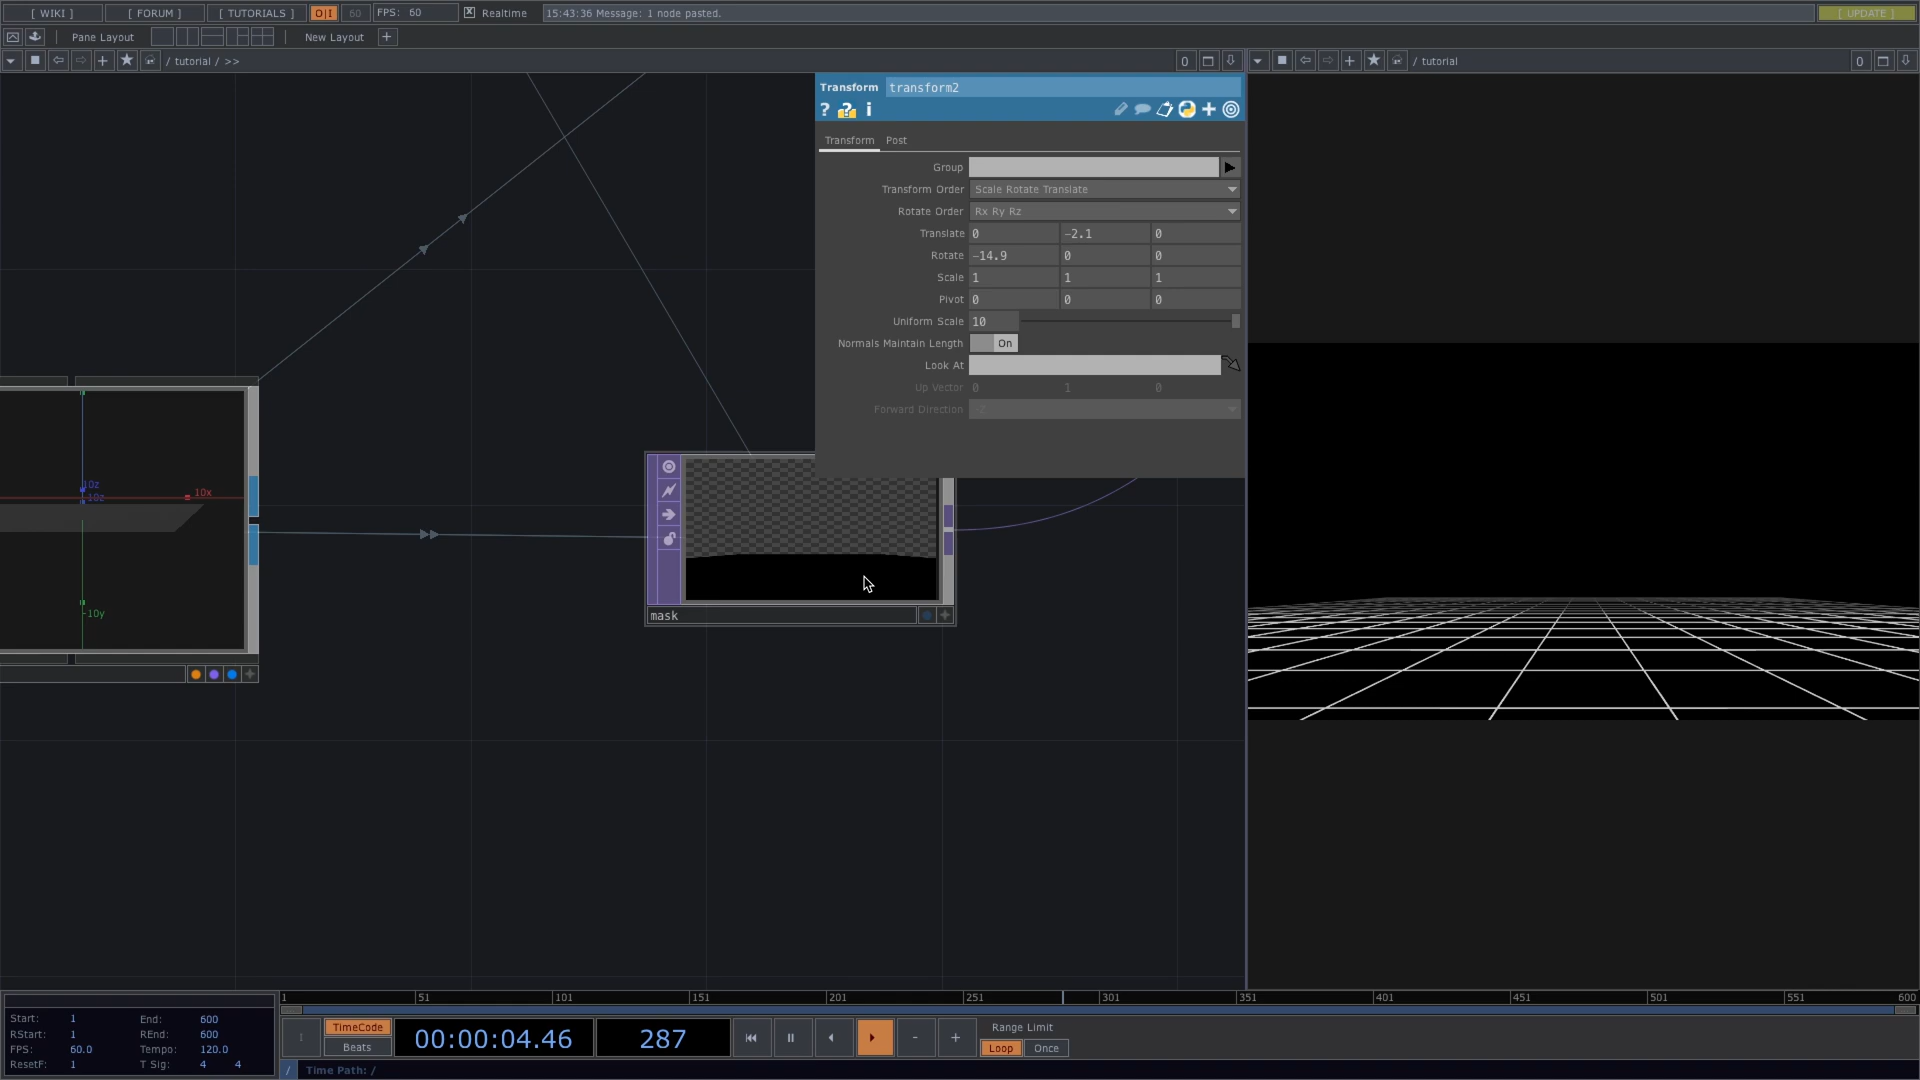 [ WIKI ] [ FORUM ] [ TUTORIALS ] O|I 60 FPS: 60 Realtime 15:43:36 Message: 1 node pasted. [ UPDATE ]
Pane Layout New Layout +
/ tutorial / >> 0 / tutorial 0
Transform transform2
? ? i
Transform Post
Group
Transform Order Scale Rotate Translate
Rotate Order Rx Ry Rz
Translate 0 -2.1 0
Rotate -14.9 0 0
Scale 1 1 1
Pivot 0 0 0
Uniform Scale 10
Normals Maintain Length On
Look At
Up Vector 0 1 0
Forward Direction
10z
10x
-10y
mask
1 51 101 151 201 251 301 351 401 451 501 551 600
Start: 1 End: 600
RStart: 1 REnd: 600
FPS: 60.0 Tempo: 120.0
ResetF: 1 T Sig: 4 4
TimeCode
Beats
00:00:04.46 287
- +
Range Limit
Loop Once
/ Time Path: /